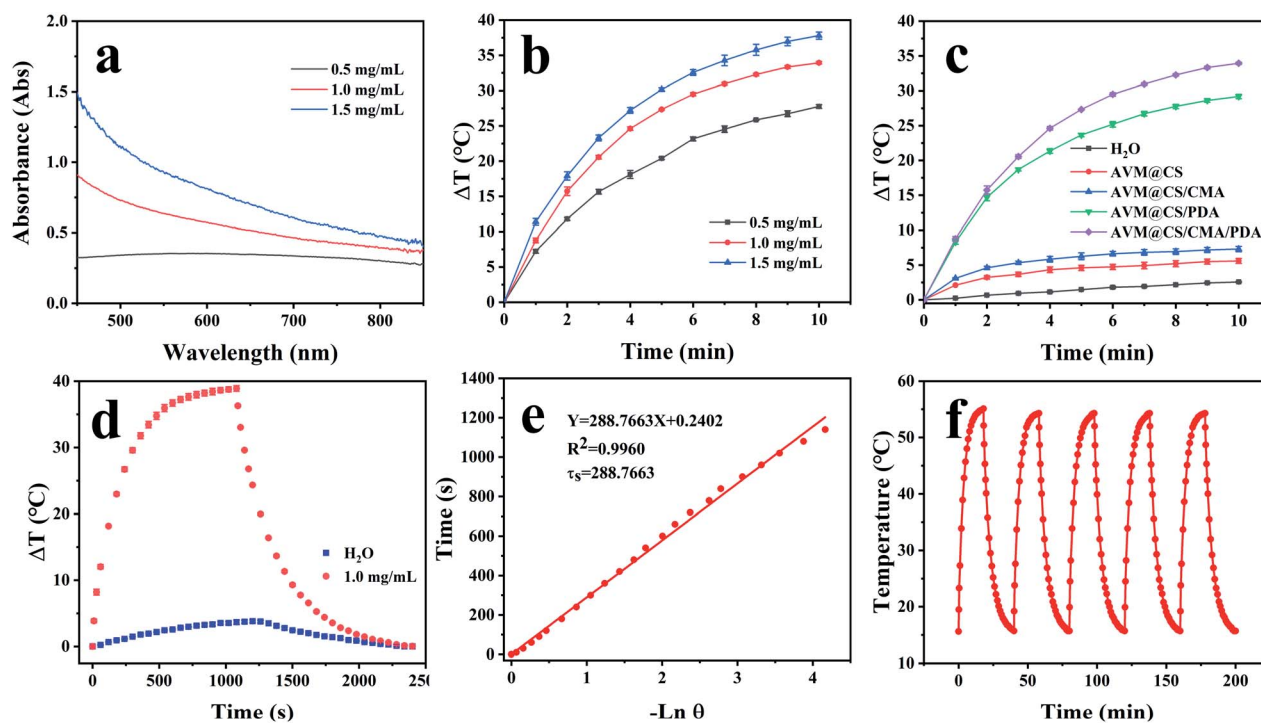 a
Absorbance (Abs)
2.0
1.5
1.0
0.5
0.0
0.5 mg/mL
1.0 mg/mL
1.5 mg/mL
500
600
700
800
Wavelength (nm)
b
ΔT (°C)
40
35
30
25
20
15
10
5
0
0.5 mg/mL
1.0 mg/mL
1.5 mg/mL
0
2
4
6
8
10
Time (min)
c
ΔT (°C)
40
35
30
25
20
15
10
5
0
H₂O
AVM@CS
AVM@CS/CMA
AVM@CS/PDA
AVM@CS/CMA/PDA
0
2
4
6
8
10
Time (min)
d
ΔT (°C)
40
30
20
10
0
H₂O
1.0 mg/mL
0
500
1000
1500
2000
Time (s)
e
Time (s)
1400
1200
1000
800
600
400
200
0
Y=288.7663X+0.2402
R²=0.9960
τs=288.7663
0
1
2
3
4
-Ln θ
f
Temperature (°C)
60
50
40
30
20
10
0
50
100
150
200
Time (min)